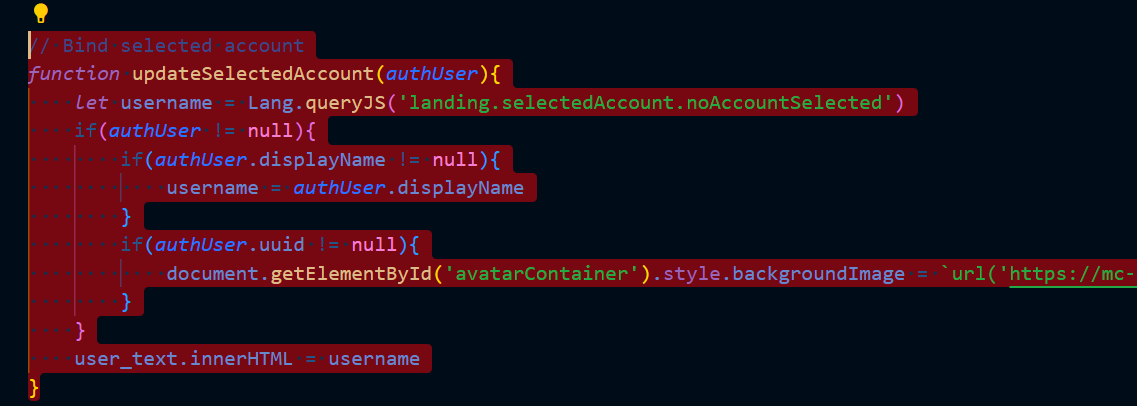 // Bind selected account
function updateSelectedAccount(authUser){
let username = Lang.queryJS('landing.selectedAccount.noAccountSelected')
if(authUser != null){
if(authUser.displayName != null){
username = authUser.displayName
}
if(authUser.uuid != null){
document.getElementById('avatarContainer').style.backgroundImage = `url('https://mc-
}
}
user_text.innerHTML = username
}